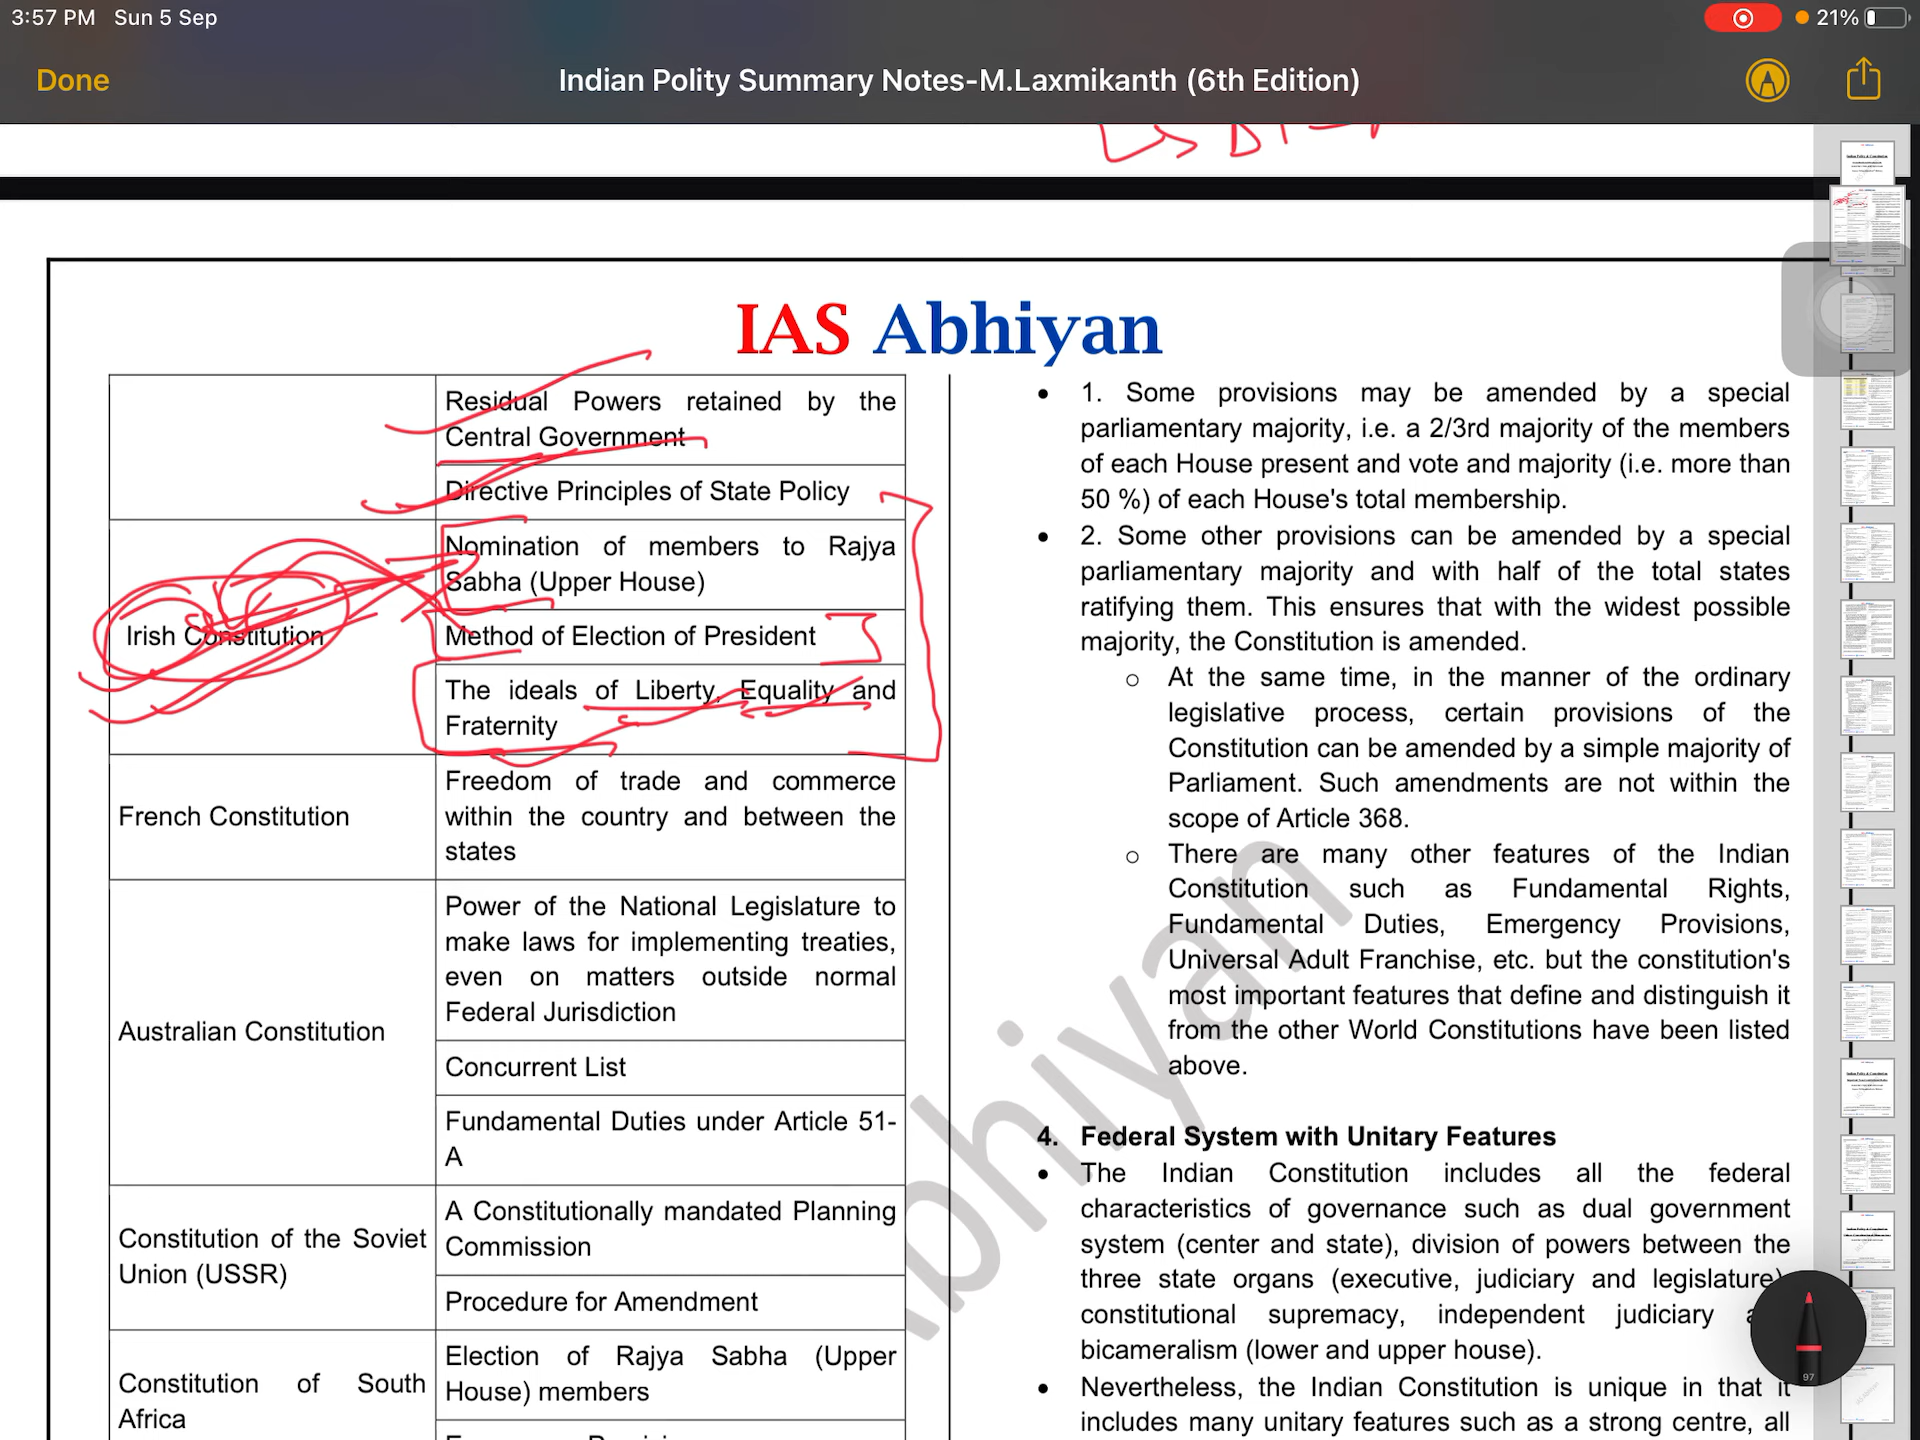 3:57 PM Sun 5 Sep
21%
Done
Indian Polity Summary Notes-M.Laxmikanth (6th Edition)
IAS Abhiyan
Residual Powers retained by the
Central Government
Directive Principles of State Policy
Nomination of members to Rajya
Sabha (Upper House)
Irish Constitution
Method of Election of President
The ideals of Liberty, Equality and
Fraternity
French Constitution
Freedom of trade and commerce
within the country and between the
states
Australian Constitution
Power of the National Legislature to
make laws for implementing treaties,
even on matters outside normal
Federal Jurisdiction
Concurrent List
Fundamental Duties under Article 51-
A
Constitution of the Soviet
Union (USSR)
A Constitutionally mandated Planning
Commission
Procedure for Amendment
Constitution of South
Africa
Election of Rajya Sabha (Upper
House) members
• 1. Some provisions may be amended by a special
parliamentary majority, i.e. a 2/3rd majority of the members
of each House present and vote and majority (i.e. more than
50 %) of each House's total membership.
• 2. Some other provisions can be amended by a special
parliamentary majority and with half of the total states
ratifying them. This ensures that with the widest possible
majority, the Constitution is amended.
o At the same time, in the manner of the ordinary
legislative process, certain provisions of the
Constitution can be amended by a simple majority of
Parliament. Such amendments are not within the
scope of Article 368.
o There are many other features of the Indian
Constitution such as Fundamental Rights,
Fundamental Duties, Emergency Provisions,
Universal Adult Franchise, etc. but the constitution's
most important features that define and distinguish it
from the other World Constitutions have been listed
above.
4. Federal System with Unitary Features
• The Indian Constitution includes all the federal
characteristics of governance such as dual government
system (center and state), division of powers between the
three state organs (executive, judiciary and legislature),
constitutional supremacy, independent judiciary
bicameralism (lower and upper house).
• Nevertheless, the Indian Constitution is unique in that it
includes many unitary features such as a strong centre, all
97